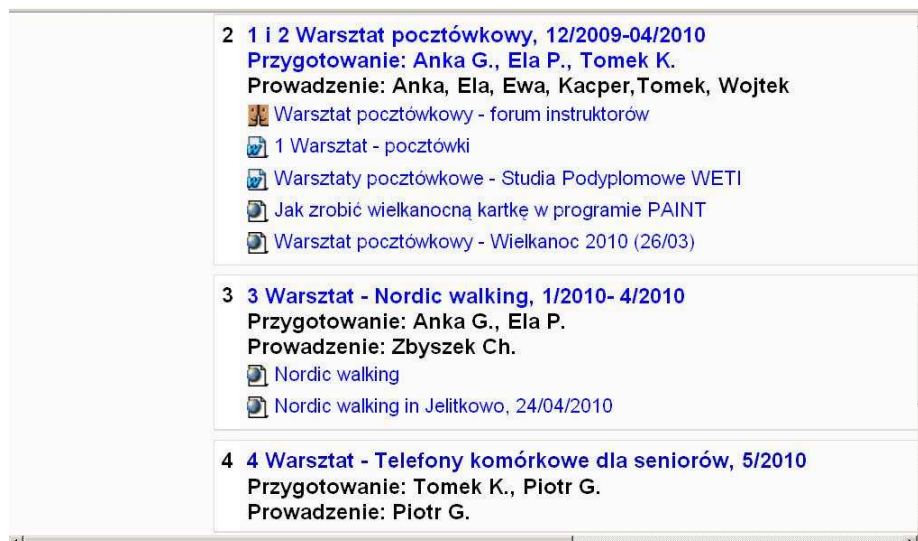 2 1 i 2 Warsztat pocztówkowy, 12/2009-04/2010
Przygotowanie: Anka G., Ela P., Tomek K.
Prowadzenie: Anka, Ela, Ewa, Kacper,Tomek, Wojtek
Warsztat pocztówkowy - forum instruktorów
1 Warsztat - pocztówki
Warsztaty pocztówkowe - Studia Podyplomowe WETI
Jak zrobić wielkanocną kartkę w programie PAINT
Warsztat pocztówkowy - Wielkanoc 2010 (26/03)
3 3 Warsztat - Nordic walking, 1/2010- 4/2010
Przygotowanie: Anka G., Ela P.
Prowadzenie: Zbyszek Ch.
Nordic walking
Nordic walking in Jelitkowo, 24/04/2010
4 4 Warsztat - Telefony komórkowe dla seniorów, 5/2010
Przygotowanie: Tomek K., Piotr G.
Prowadzenie: Piotr G.